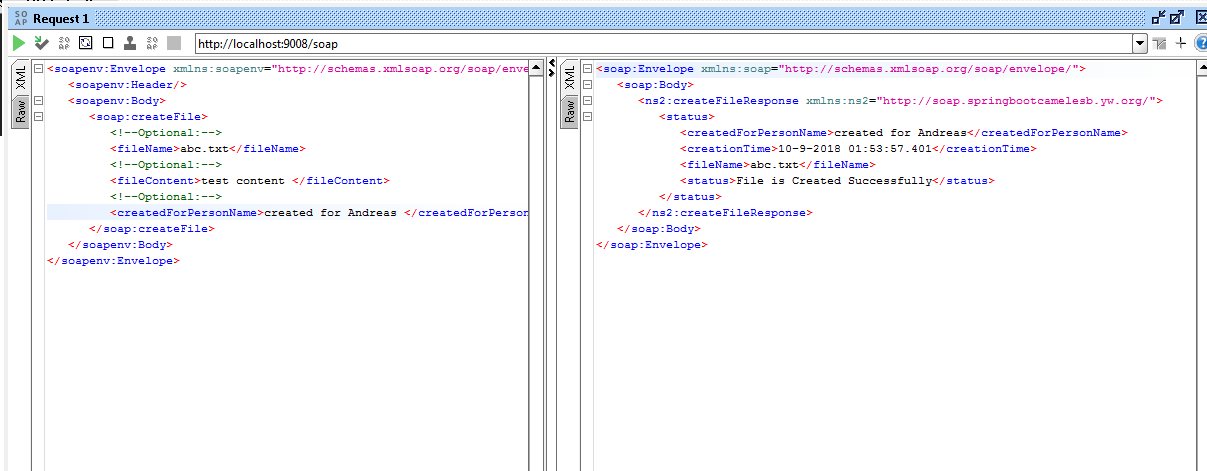 SO AP Request 1
http://localhost:9008/soap
XML
Raw
<soapenv:Envelope xmlns:soapenv="http://schemas.xmlsoap.org/soap/enve
<soapenv:Header/>
<soapenv:Body>
<soap:createFile>
<!--Optional:-->
<fileName>abc.txt</fileName>
<!--Optional:-->
<fileContent>test content </fileContent>
<!--Optional:-->
<createdForPersonName>created for Andreas </createdForPerson
</soap:createFile>
</soapenv:Body>
</soapenv:Envelope>
XML
Raw
<soap:Envelope xmlns:soap="http://schemas.xmlsoap.org/soap/envelope/">
<soap:Body>
<ns2:createFileResponse xmlns:ns2="http://soap.springbootcamelesb.yw.org/">
<status>
<createdForPersonName>created for Andreas</createdForPersonName>
<creationTime>10-9-2018 01:53:57.401</creationTime>
<fileName>abc.txt</fileName>
<status>File is Created Successfully</status>
</status>
</ns2:createFileResponse>
</soap:Body>
</soap:Envelope>